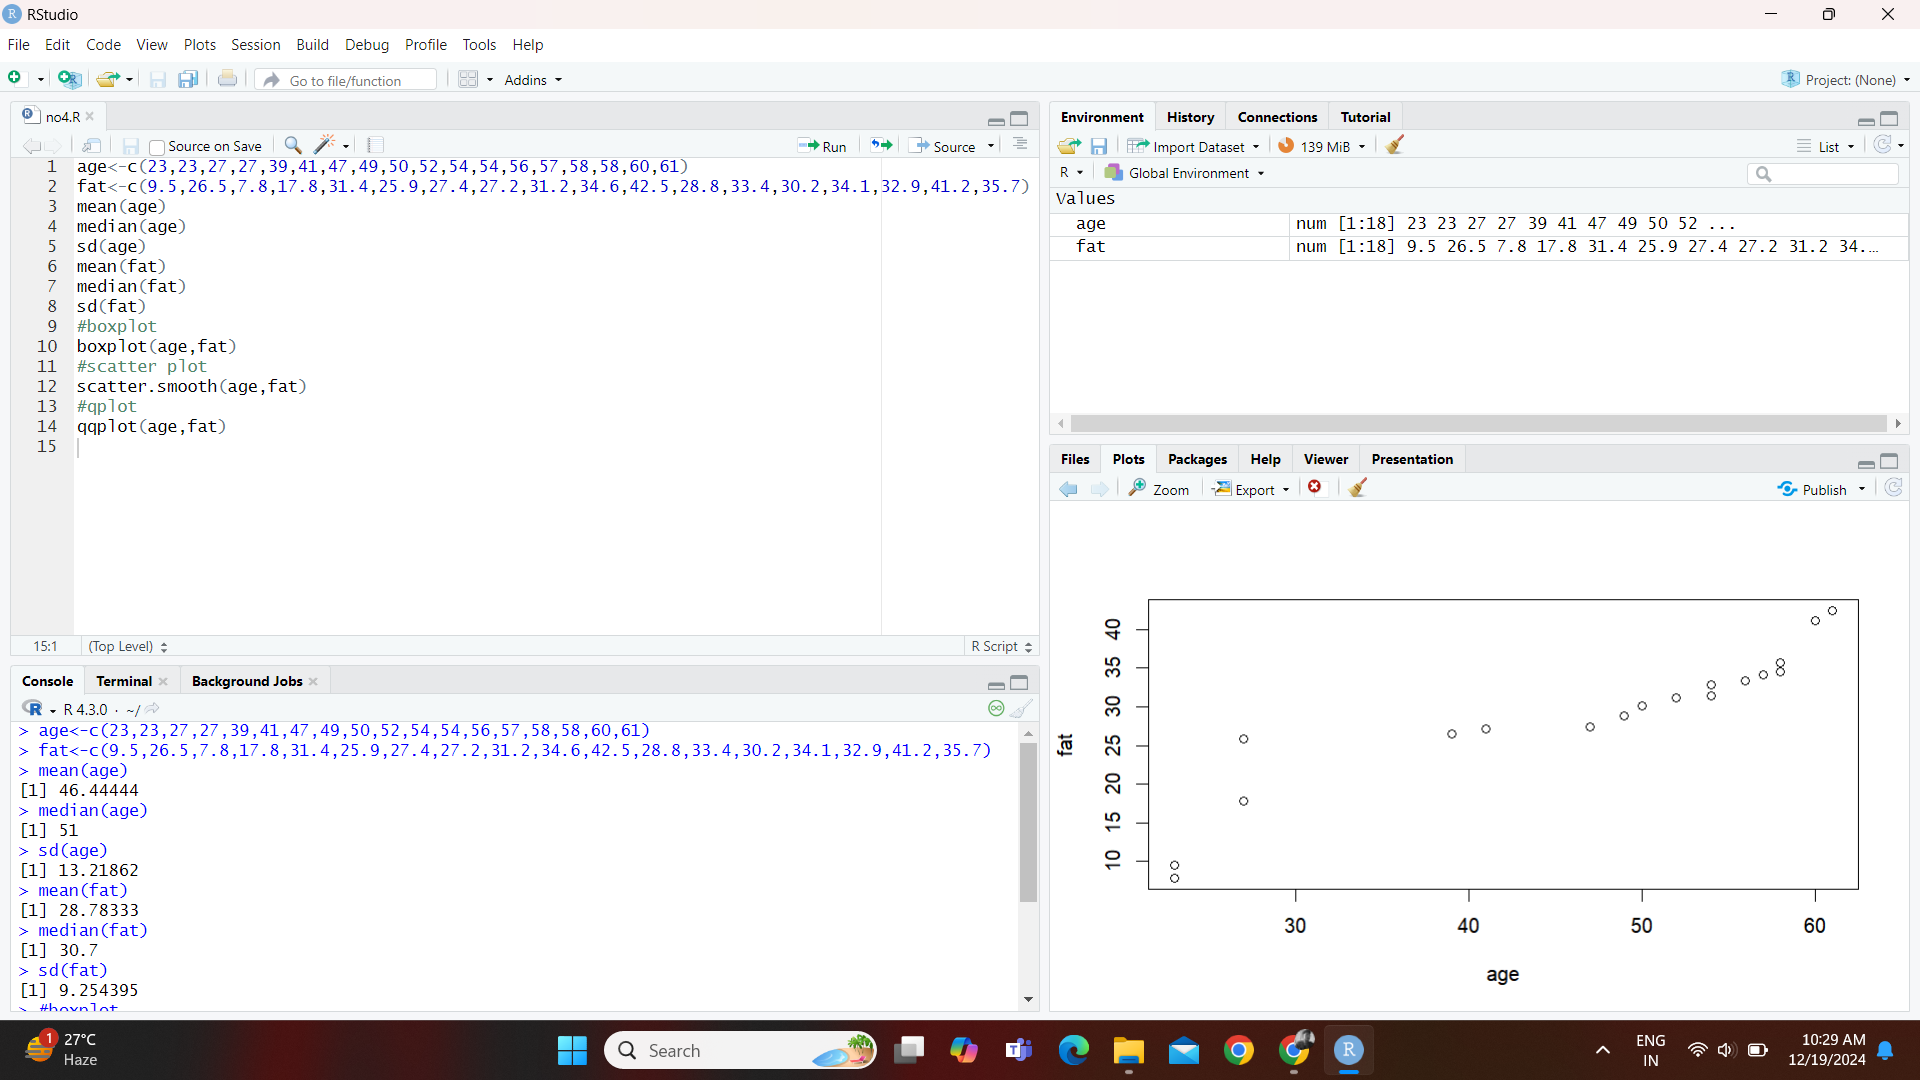 RStudio
File Edit Code View Plots Session Build Debug Profile Tools Help
Go to file/function Addins Project: (None)
no4.R
Source on Save Run Source
1 age<-c(23,23,27,27,39,41,47,49,50,52,54,54,56,57,58,58,60,61)
2 fat<-c(9.5,26.5,7.8,17.8,31.4,25.9,27.4,27.2,31.2,34.6,42.5,28.8,33.4,30.2,34.1,32.9,41.2,35.7)
3 mean(age)
4 median(age)
5 sd(age)
6 mean(fat)
7 median(fat)
8 sd(fat)
9 #boxplot
10 boxplot(age,fat)
11 #scatter plot
12 scatter.smooth(age,fat)
13 #qplot
14 qqplot(age,fat)
15
15:1 (Top Level) R Script
Console Terminal Background Jobs
R 4.3.0 · ~/
> age<-c(23,23,27,27,39,41,47,49,50,52,54,54,56,57,58,58,60,61)
> fat<-c(9.5,26.5,7.8,17.8,31.4,25.9,27.4,27.2,31.2,34.6,42.5,28.8,33.4,30.2,34.1,32.9,41.2,35.7)
> mean(age)
[1] 46.44444
> median(age)
[1] 51
> sd(age)
[1] 13.21862
> mean(fat)
[1] 28.78333
> median(fat)
[1] 30.7
> sd(fat)
[1] 9.254395
> #boxplot
Environment History Connections Tutorial
Import Dataset 139 MiB List
R Global Environment
Values
age num [1:18] 23 23 27 27 39 41 47 49 50 52 ...
fat num [1:18] 9.5 26.5 7.8 17.8 31.4 25.9 27.4 27.2 31.2 34.…
Files Plots Packages Help Viewer Presentation
Zoom Export Publish
fat
40
35
30
25
20
15
10
30 40 50 60
age
1
27°C
Haze
Search
ENG
IN
10:29 AM
12/19/2024